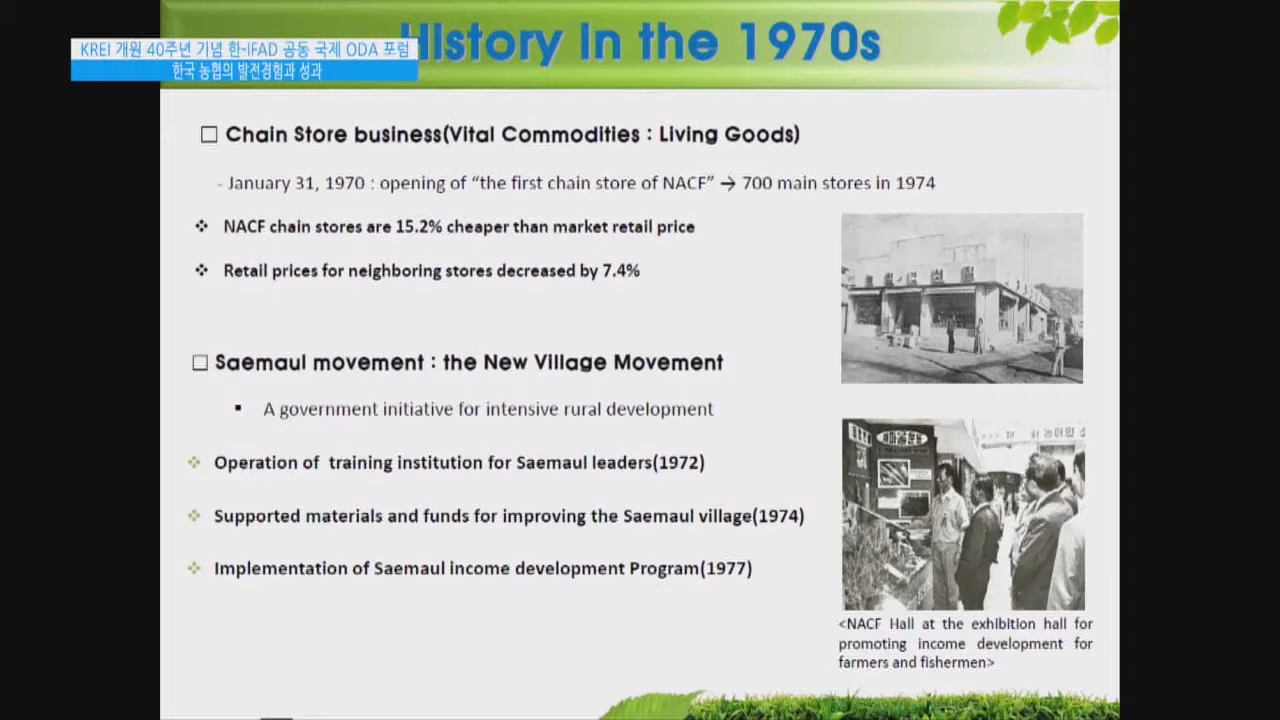 History in the 1970s
KREI 개원 40주년 기념 한-IFAD 공동 국제 ODA 포럼
한국 농협의 발전경험과 성과
□ Chain Store business(Vital Commodities : Living Goods)
- January 31, 1970 : opening of “the first chain store of NACF” → 700 main stores in 1974
❖ NACF chain stores are 15.2% cheaper than market retail price
❖ Retail prices for neighboring stores decreased by 7.4%
□ Saemaul movement : the New Village Movement
▪ A government initiative for intensive rural development
❖ Operation of training institution for Saemaul leaders(1972)
❖ Supported materials and funds for improving the Saemaul village(1974)
❖ Implementation of Saemaul income development Program(1977)
<NACF Hall at the exhibition hall for
promoting income development for
farmers and fishermen>